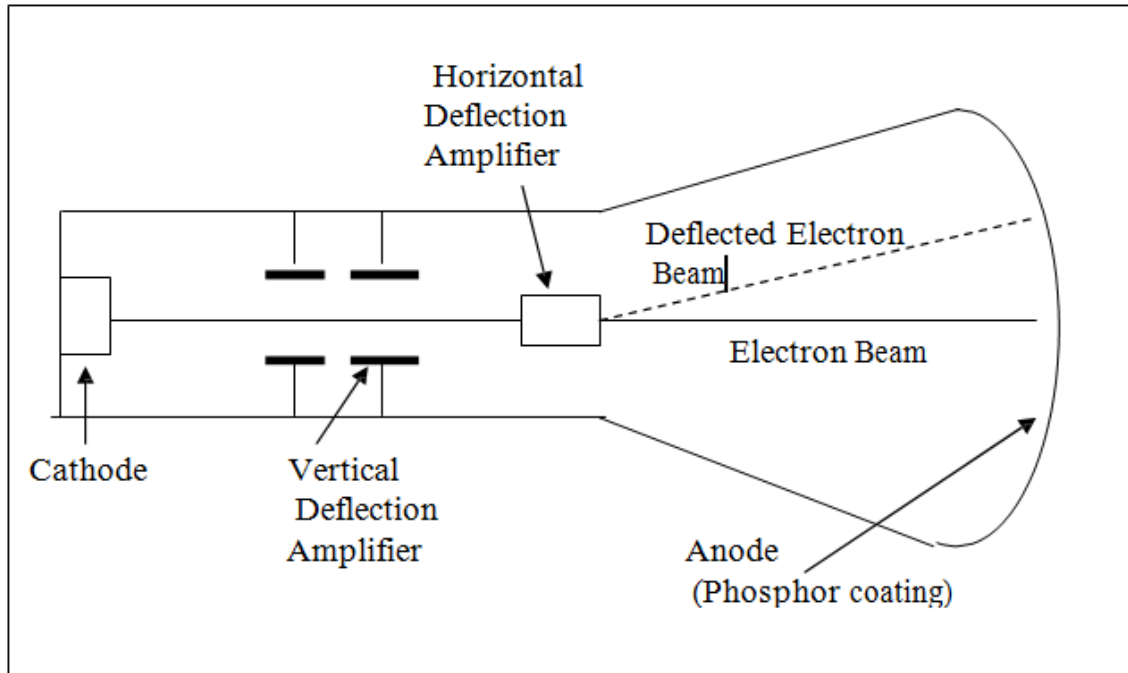 Horizontal
Deflection
Amplifier
Deflected Electron
Beam
Electron Beam
Cathode
Vertical
Deflection
Amplifier
Anode
(Phosphor coating)